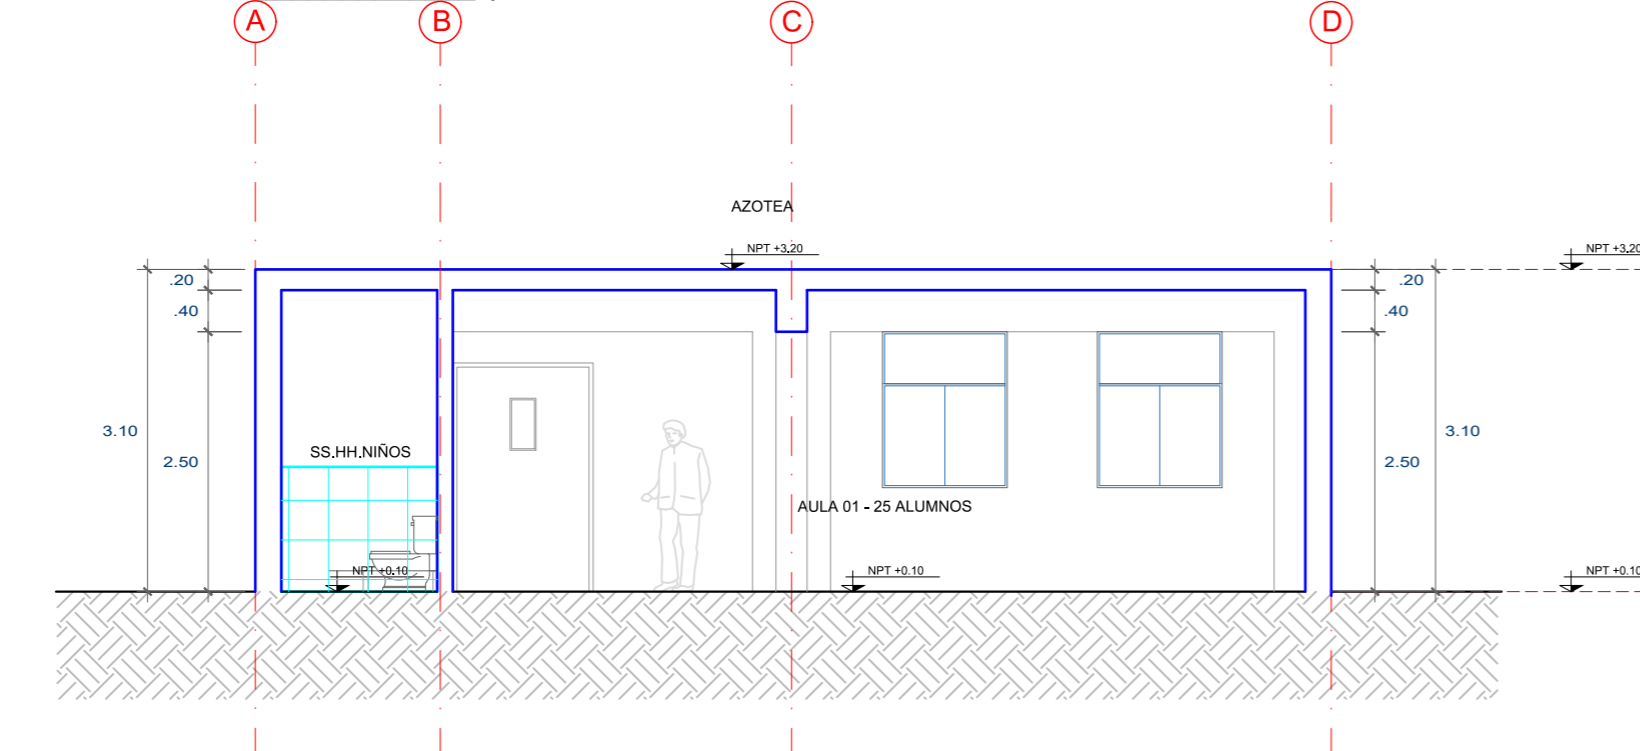 A B C D
AZOTEA
NPT +3.20
NPT +3.20
.20
.20
.40
.40
3.10
3.10
SS.HH.NIÑOS
2.50
2.50
AULA 01 - 25 ALUMNOS
NPT +0.10
NPT +0.10
NPT +0.10